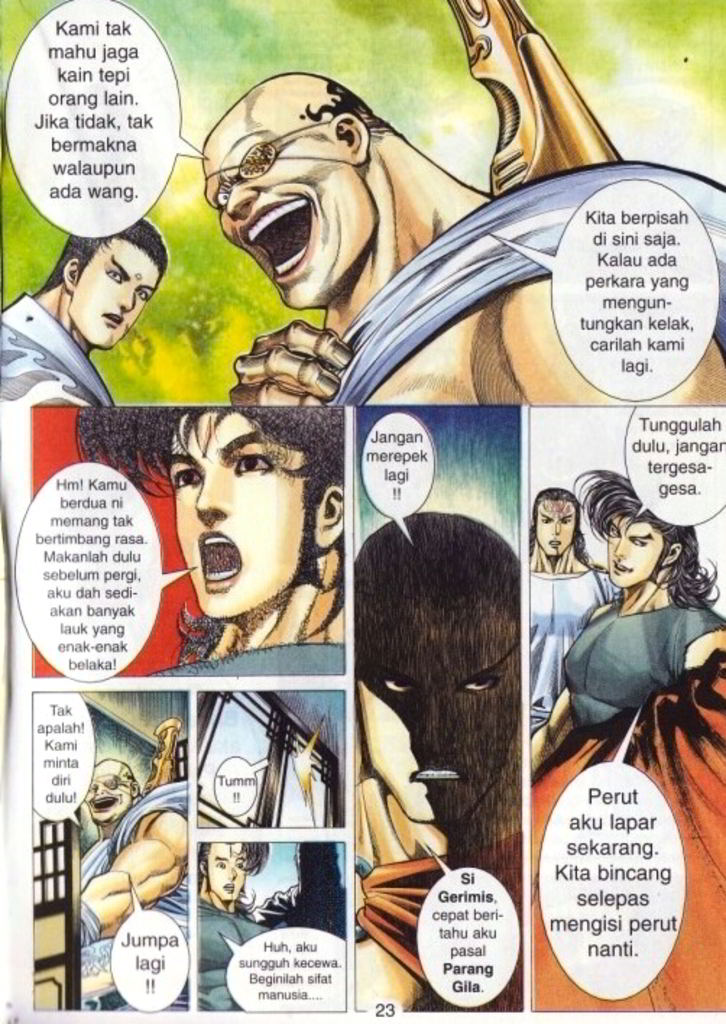 Kami tak
mahu jaga
kain tepi
orang lain.
Jika tidak, tak
bermakna
walaupun
ada wang.
Kita berpisah
di sini saja.
Kalau ada
perkara yang
mengun-
tungkan kelak,
carilah kami
lagi.
Hm! Kamu
berdua ni
memang tak
bertimbang rasa.
Makanlah dulu
sebelum pergi,
aku dah sedi-
akan banyak
lauk yang
enak-enak
belaka!
Tak
apalah!
Kami
minta
diri
dulu!
Jumpa
lagi
!!
Tumm
!!
Huh, aku
sungguh kecewa.
Beginilah sifat
manusia....
Jangan
merepek
lagi
!!
Si
Gerimis,
cepat beri-
tahu aku
pasal
Parang
Gila.
Tunggulah
dulu, jangan
tergesa-
gesa.
Perut
aku lapar
sekarang.
Kita bincang
selepas
mengisi perut
nanti.
23